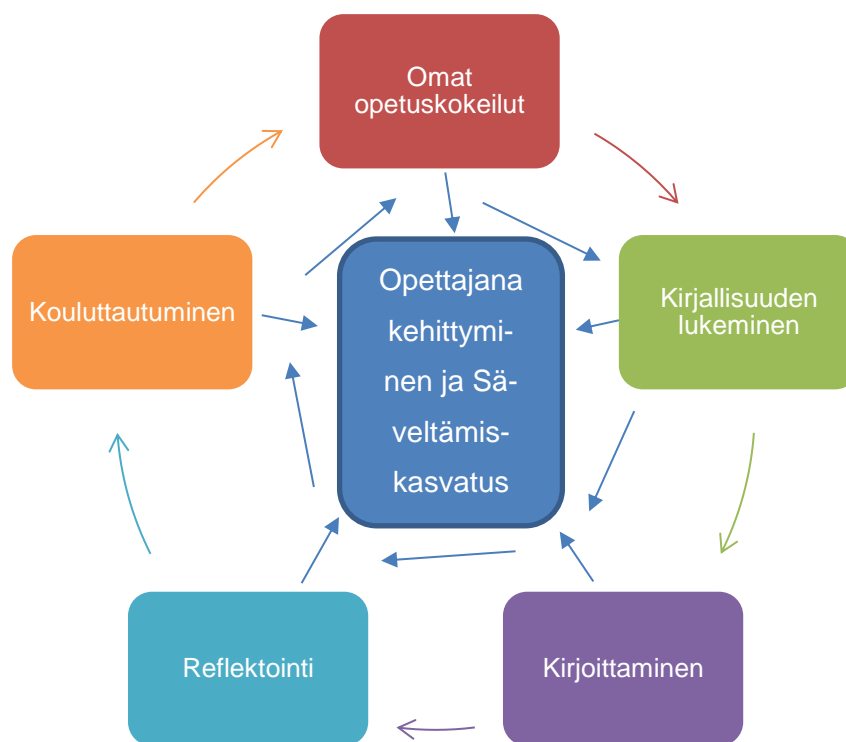 Omat
opetuskokeilut
Kirjallisuuden
lukeminen
Kouluttautuminen
Opettajana
kehittymi-
nen ja Sä-
veltämis-
kasvatus
Reflektointi
Kirjoittaminen